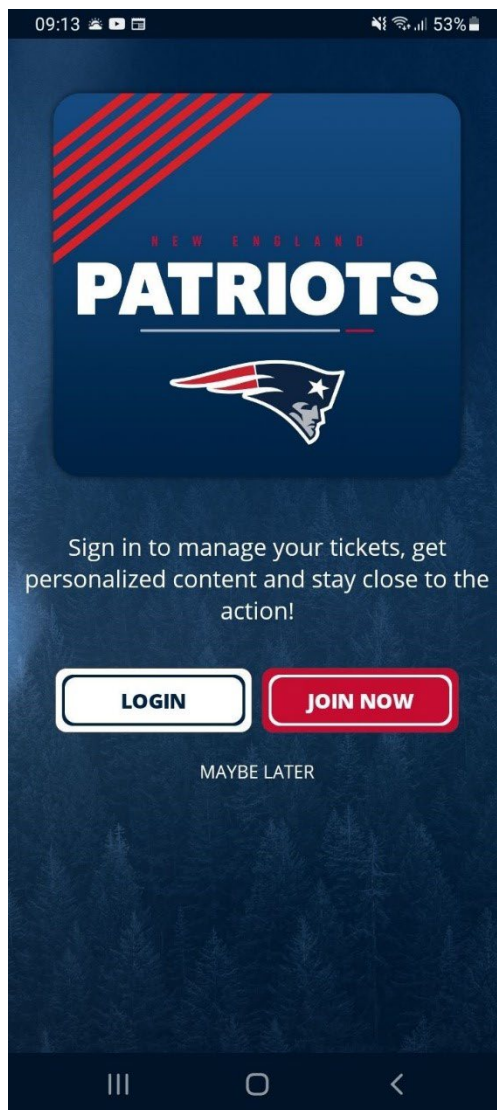 09:13 53%
NEW ENGLAND
PATRIOTS
Sign in to manage your tickets, get
personalized content and stay close to the
action!
LOGIN JOIN NOW
MAYBE LATER